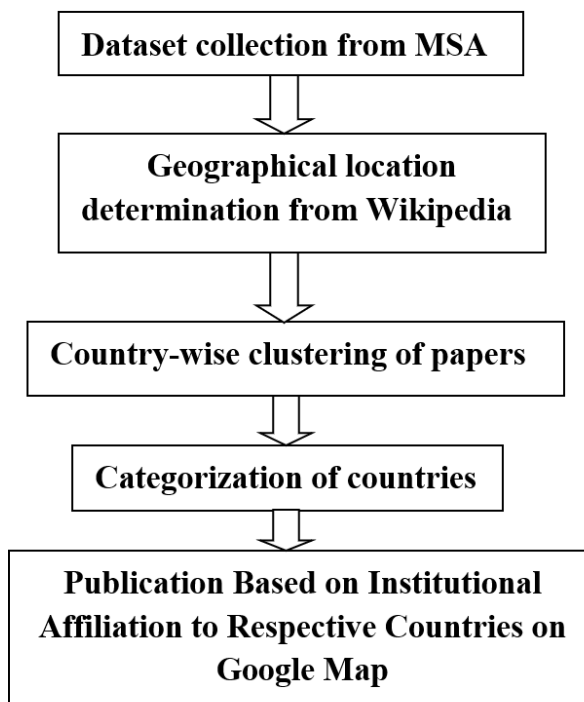 Dataset collection from MSA
Geographical location
determination from Wikipedia
Country-wise clustering of papers
Categorization of countries
Publication Based on Institutional
Affiliation to Respective Countries on
Google Map